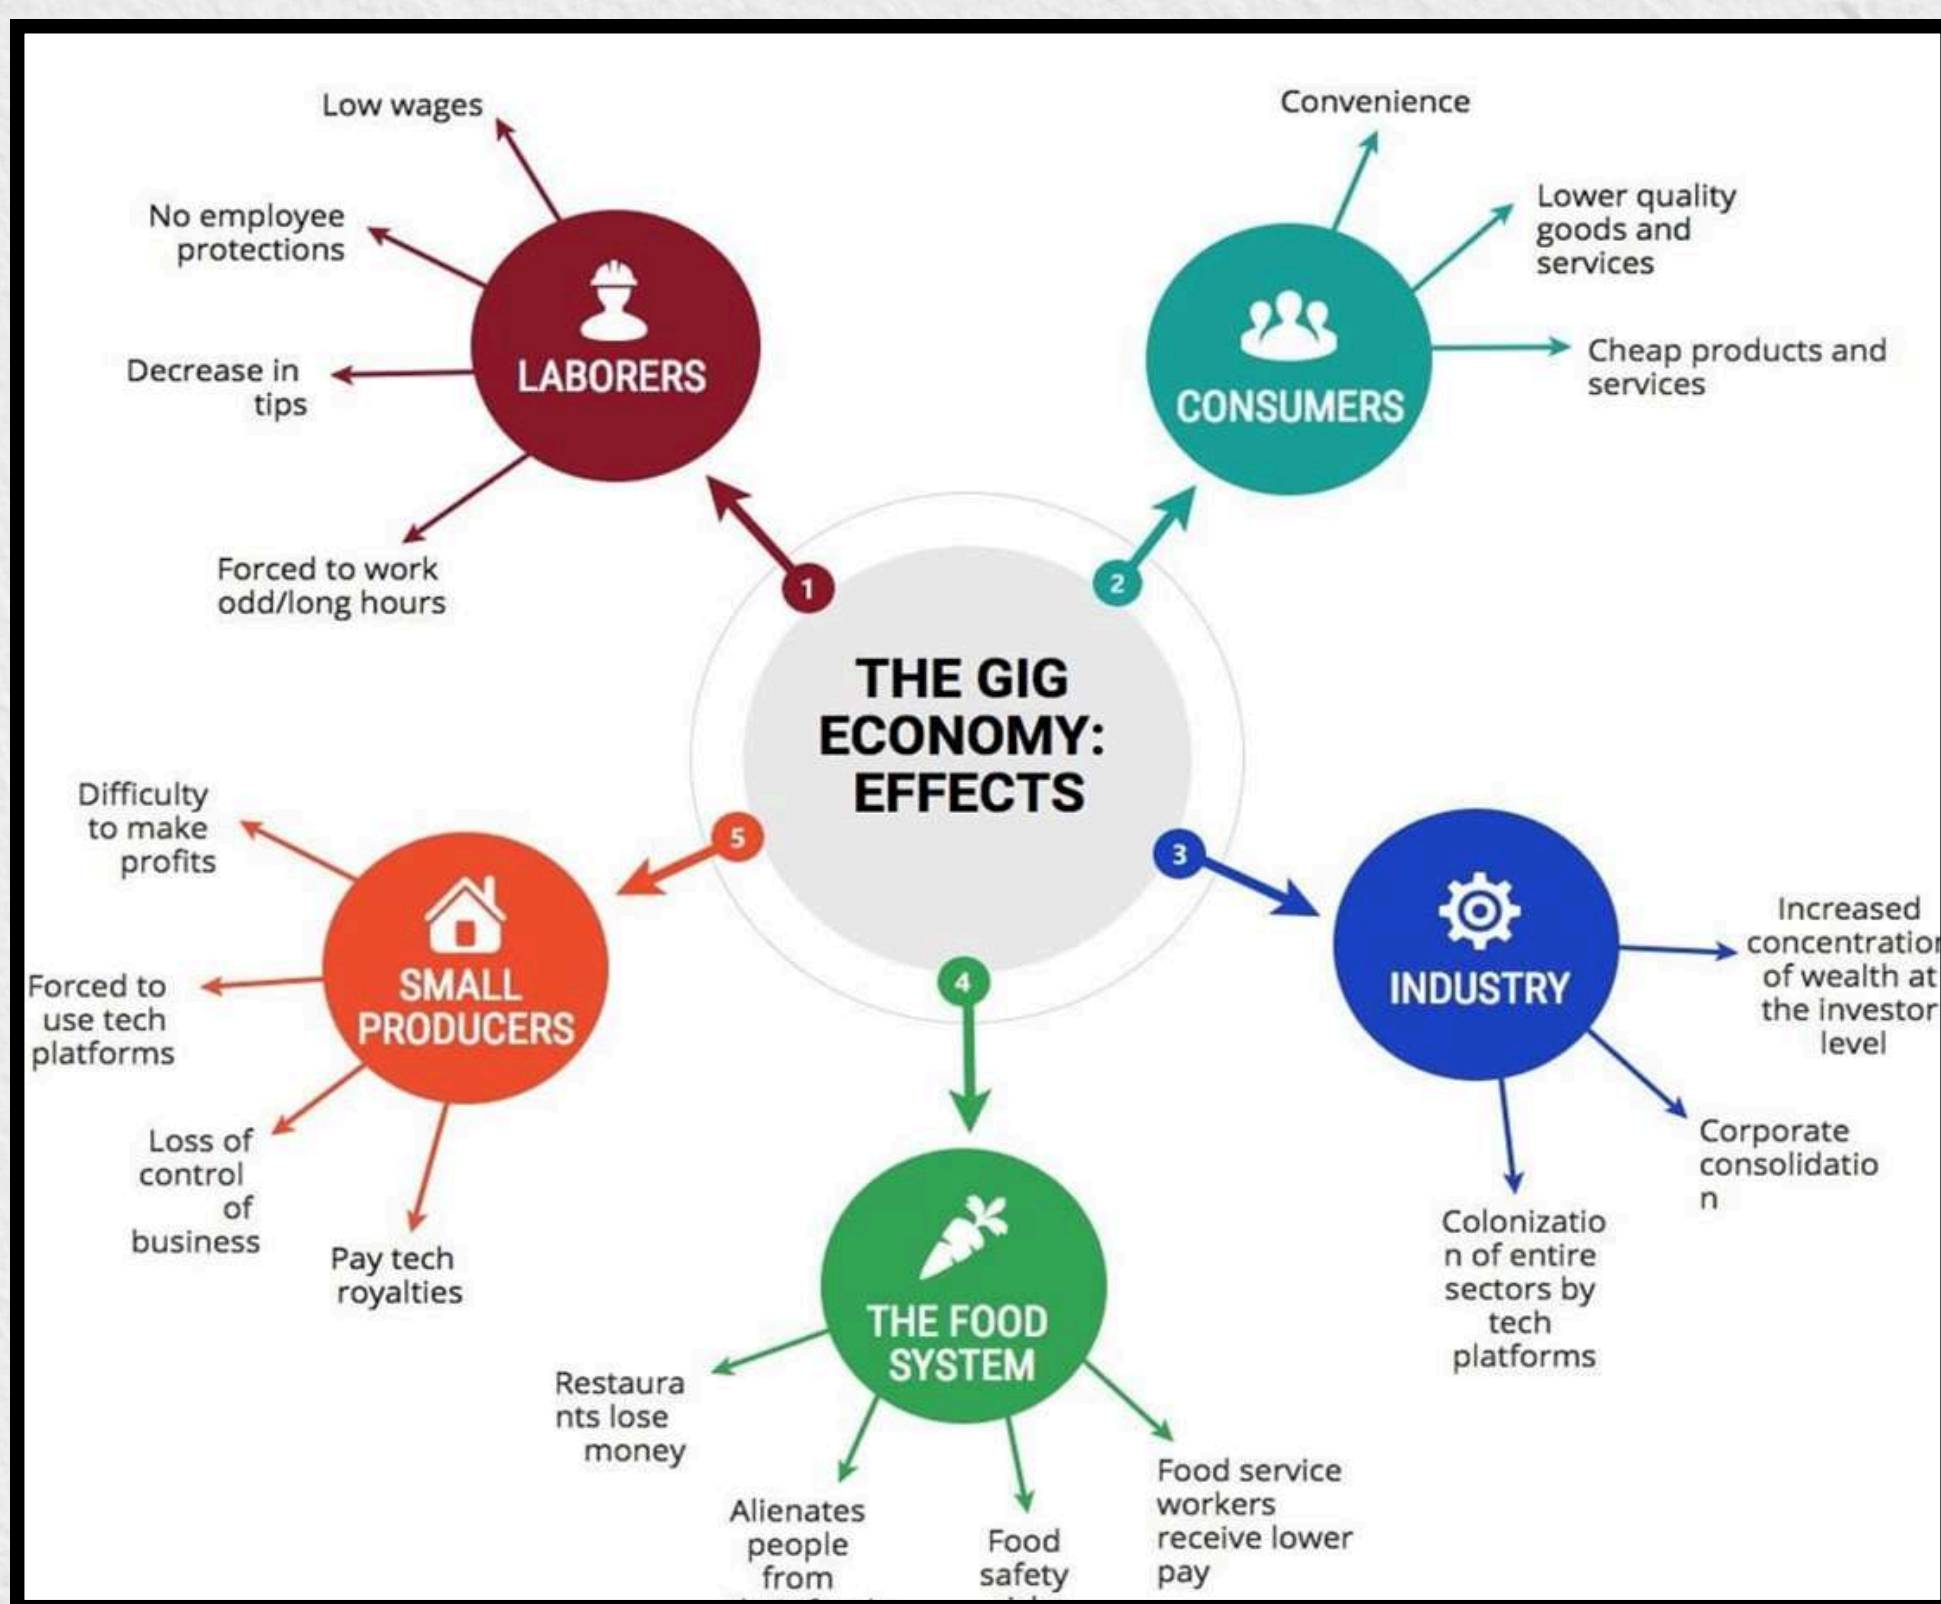 Low wages
No employee
protections
Decrease in
tips
Forced to work
odd/long hours
1
LABORERS
Convenience
Lower quality
goods and
services
Cheap products and
services
2
CONSUMERS
THE GIG
ECONOMY:
EFFECTS
3
INDUSTRY
Increased
concentration
of wealth at
the investor
level
Corporate
consolidatio
n
Colonizatio
n of entire
sectors by
tech
platforms
4
THE FOOD
SYSTEM
Restaura
nts lose
money
Alienates
people
from
Food
safety
Food service
workers
receive lower
pay
5
SMALL
PRODUCERS
Difficulty
to make
profits
Forced to
use tech
platforms
Loss of
control
of
business
Pay tech
royalties